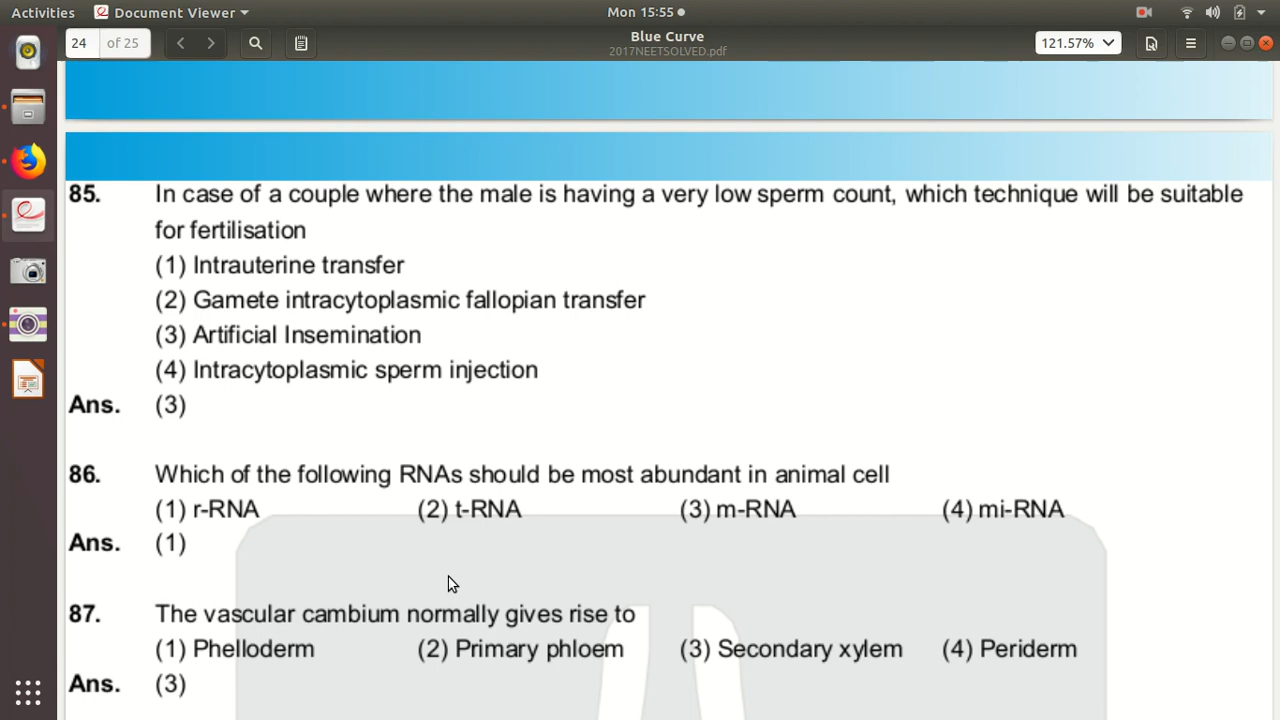 Activities Document Viewer Mon 15:55
24 of 25 Blue Curve 121.57%
2017NEETSOLVED.pdf
85. In case of a couple where the male is having a very low sperm count, which technique will be suitable
for fertilisation
(1) Intrauterine transfer
(2) Gamete intracytoplasmic fallopian transfer
(3) Artificial Insemination
(4) Intracytoplasmic sperm injection
Ans. (3)
86. Which of the following RNAs should be most abundant in animal cell
(1) r-RNA (2) t-RNA (3) m-RNA (4) mi-RNA
Ans. (1)
87. The vascular cambium normally gives rise to
(1) Phelloderm (2) Primary phloem (3) Secondary xylem (4) Periderm
Ans. (3)